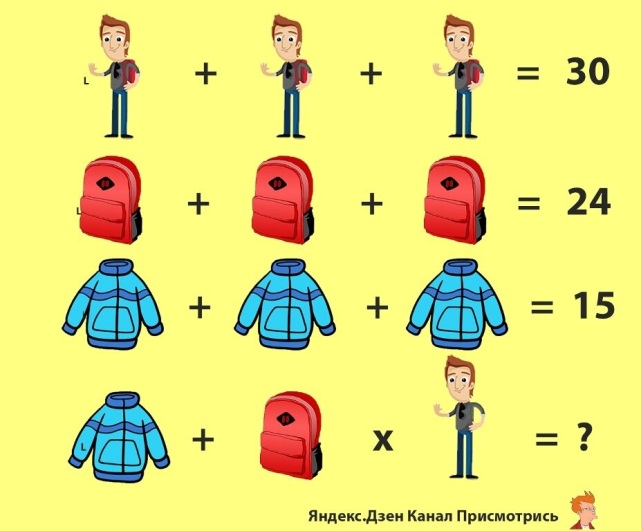 L + + = 30
L + + = 24
+ + = 15
L + x = ?
Яндекс.Дзен Канал Присмотрись